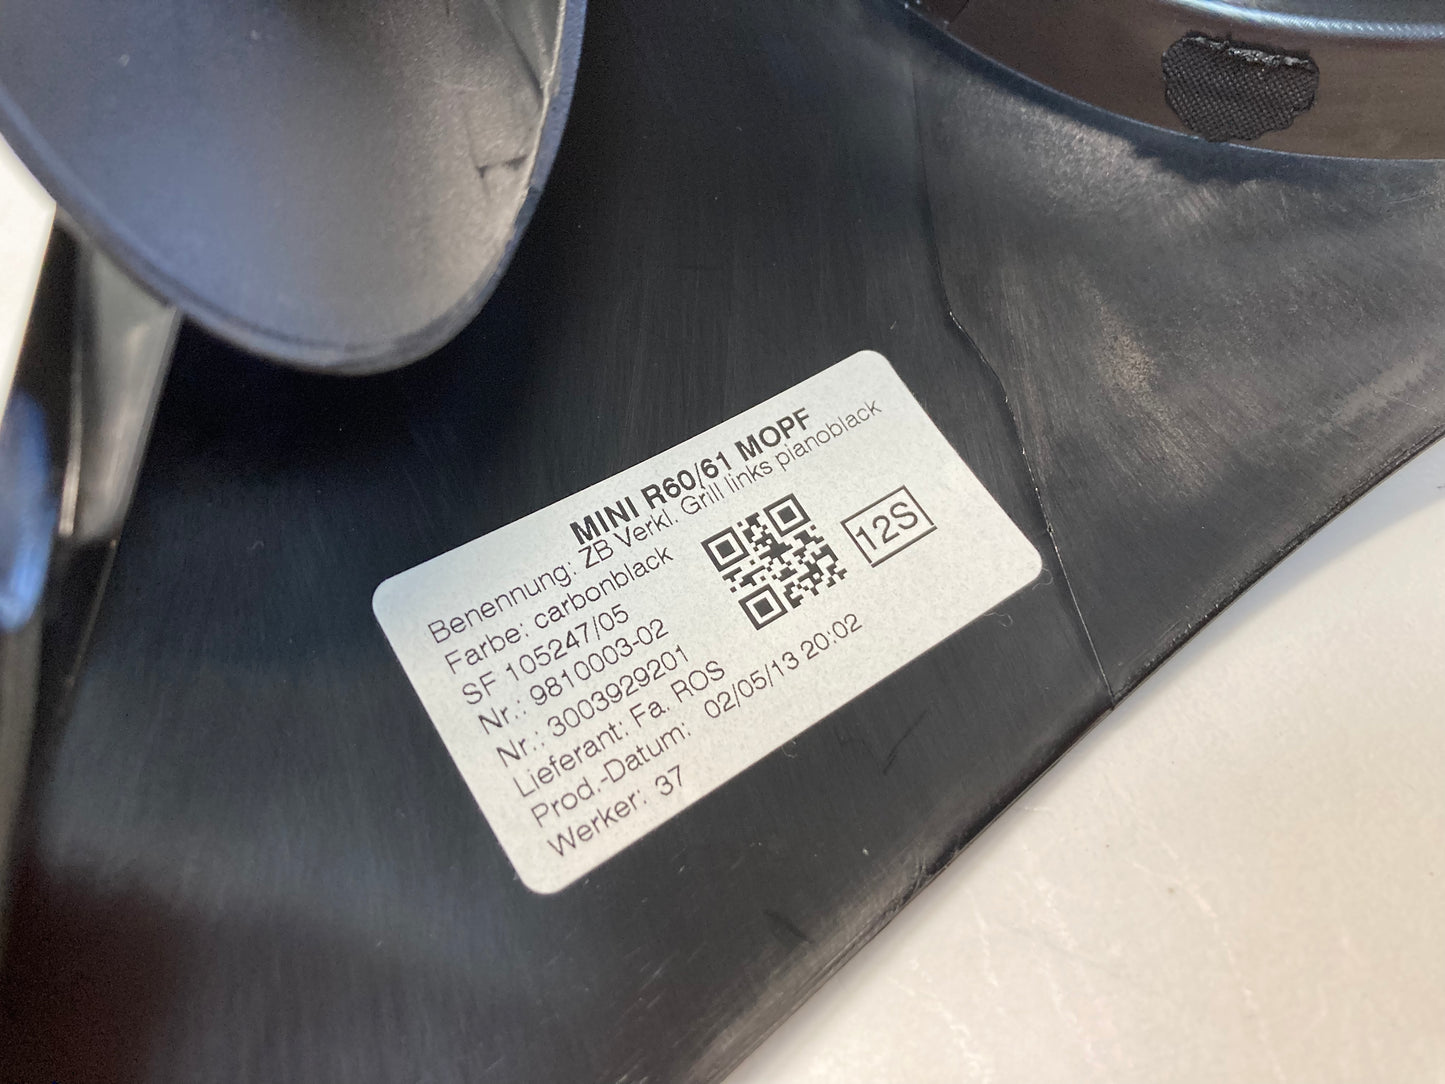 MINI R60/61 MOPF
Benennung: ZB Verkl. Grill links pianoblack
Farbe: carbonblack
SF 105247/05
Nr.: 9810003-02
Nr.: 3003929201
Lieferant: Fa. ROS
Prod.-Datum: 02/05/13 20:02
Werker: 37
12S